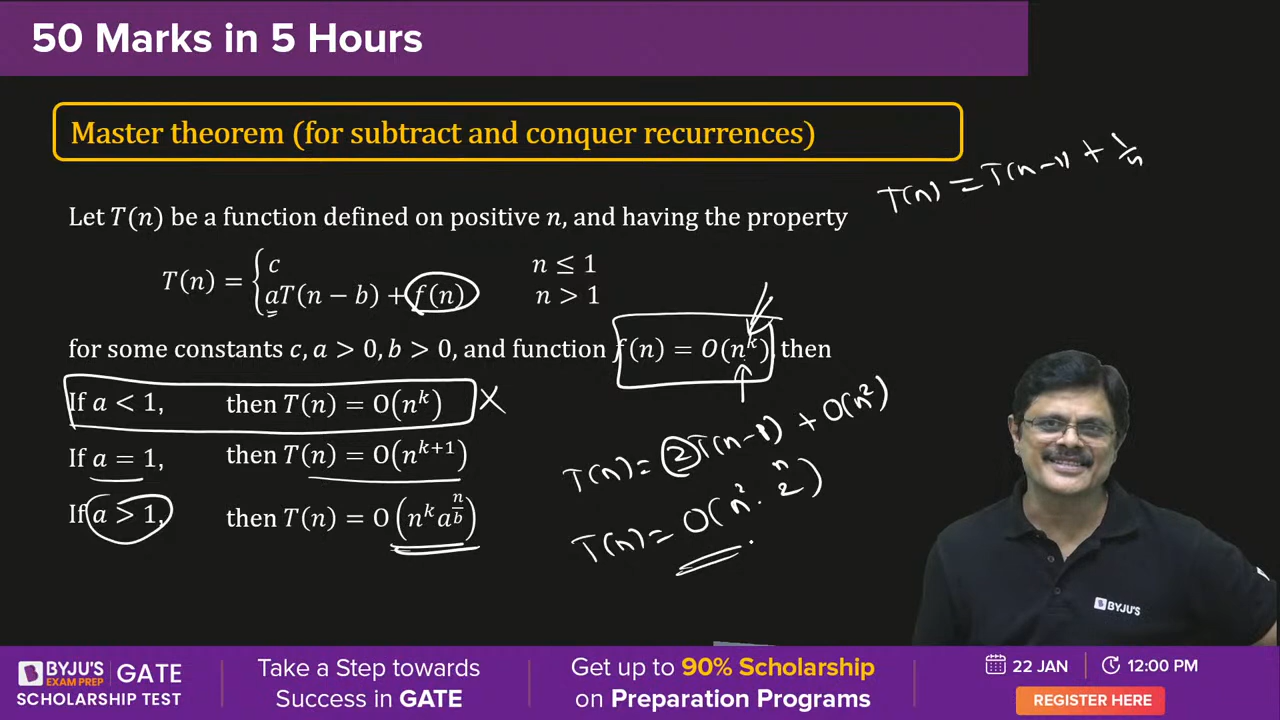 50 Marks in 5 Hours
Master theorem (for subtract and conquer recurrences)
T(n) = T(n-1) + 1/n
Let T(n) be a function defined on positive n, and having the property
T(n) = { c n ≤ 1
aT(n − b) + f(n) n > 1
for some constants c, a > 0, b > 0, and function f(n) = O(n^k), then
If a < 1, then T(n) = O(n^k) X
If a = 1, then T(n) = O(n^{k+1})
If a > 1, then T(n) = O(n^k a^{n/b})
T(n) = 2T(n-1) + O(n^2)
T(n) = O(n^2 . 2^n)
BYJU'S
BYJU'S EXAM PREP GATE
SCHOLARSHIP TEST
Take a Step towards
Success in GATE
Get up to 90% Scholarship
on Preparation Programs
22 JAN 12:00 PM
REGISTER HERE